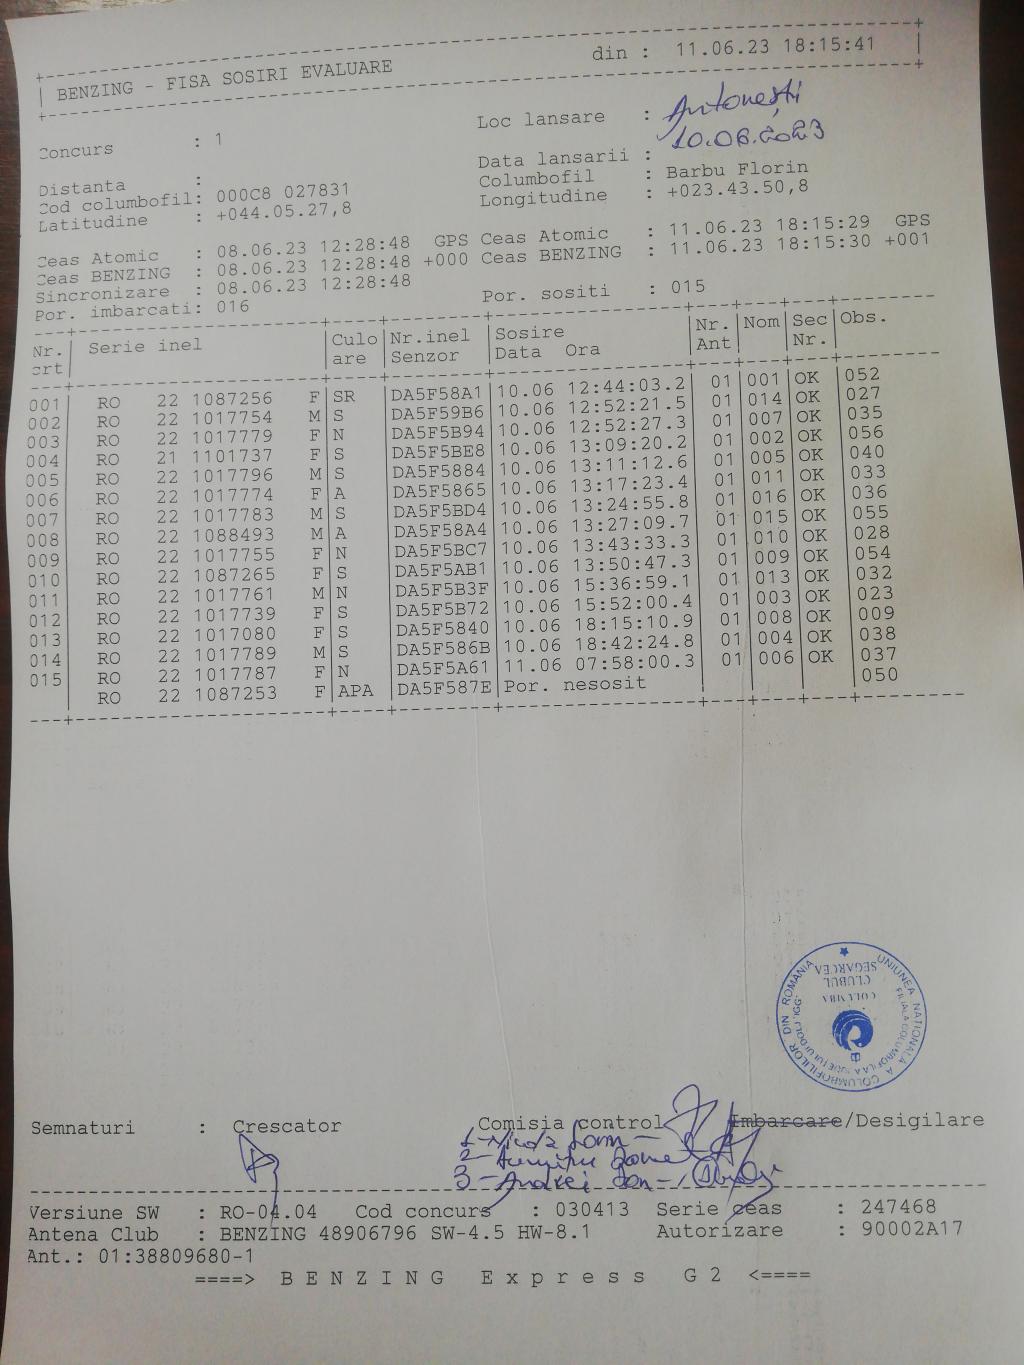 BENZING - FISA SOSIRI EVALUARE din : 11.06.23 18:15:41
Concurs : 1 Loc lansare : Antonești
Distanta : Data lansarii : 10.06.2023
Cod columbofil: 000C8 027831 Columbofil : Barbu Florin
Latitudine : +044.05.27,8 Longitudine : +023.43.50,8
Ceas Atomic : 08.06.23 12:28:48 GPS Ceas Atomic : 11.06.23 18:15:29 GPS
Ceas BENZING : 08.06.23 12:28:48 +000 Ceas BENZING : 11.06.23 18:15:30 +001
Sincronizare : 08.06.23 12:28:48
Por. imbarcati: 016 Por. sositi : 015
Nr. Serie inel Culo Nr.inel Sosire Nr. Nom Sec Obs.
crt are Senzor Data Ora Ant Nr.
001 RO 22 1087256 F SR DA5F58A1 10.06 12:44:03.2 01 001 OK 052
002 RO 22 1017754 M S DA5F59B6 10.06 12:52:21.5 01 014 OK 027
003 RO 22 1017779 F N DA5F5B94 10.06 12:52:27.3 01 007 OK 035
004 RO 21 1101737 F S DA5F5BE8 10.06 13:09:20.2 01 002 OK 056
005 RO 22 1017796 M S DA5F5884 10.06 13:11:12.6 01 005 OK 040
006 RO 22 1017774 F A DA5F5865 10.06 13:17:23.4 01 011 OK 033
007 RO 22 1017783 M S DA5F5BD4 10.06 13:24:55.8 01 016 OK 036
008 RO 22 1088493 M A DA5F58A4 10.06 13:27:09.7 01 015 OK 055
009 RO 22 1017755 F N DA5F5BC7 10.06 13:43:33.3 01 010 OK 028
010 RO 22 1087265 F S DA5F5AB1 10.06 13:50:47.3 01 009 OK 054
011 RO 22 1017761 M N DA5F5B3F 10.06 15:36:59.1 01 013 OK 032
012 RO 22 1017739 F S DA5F5B72 10.06 15:52:00.4 01 003 OK 023
013 RO 22 1017080 F S DA5F5840 10.06 18:15:10.9 01 008 OK 009
014 RO 22 1017789 M S DA5F586B 10.06 18:42:24.8 01 004 OK 038
015 RO 22 1017787 F N DA5F5A61 11.06 07:58:00.3 01 006 OK 037
RO 22 1087253 F APA DA5F587E Por. nesosit 050
UNIUNEA NATIONALA A COLUMBOFILILOR DIN ROMANIA
CLUBUL
SEGARCEA
Semnaturi : Crescator Comisia control Imbarcare/Desigilare
1-
2-
3-Andrei
Versiune SW : RO-04.04 Cod concurs : 030413 Serie ceas : 247468
Antena Club : BENZING 48906796 SW-4.5 HW-8.1 Autorizare : 90002A17
Ant.: 01:38809680-1
====> BENZING Express G2 <====